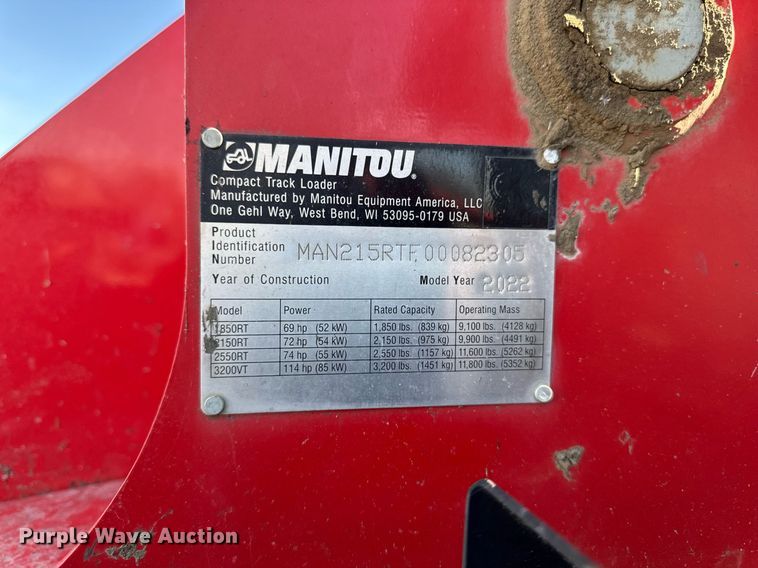 MANITOU®
Compact Track Loader
Manufactured by Manitou Equipment America, LLC
One Gehl Way, West Bend, WI 53095-0179 USA
Product
Identification
Number
MAN215RTF00082305
Year of Construction
Model Year 2022
Model Power Rated Capacity Operating Mass
1850RT 69 hp (52 kW) 1,850 lbs. (839 kg) 9,100 lbs. (4128 kg)
2150RT 72 hp (54 kW) 2,150 lbs. (975 kg) 9,900 lbs. (4491 kg)
2550RT 74 hp (55 kW) 2,550 lbs. (1157 kg) 11,600 lbs. (5262 kg)
3200VT 114 hp (85 kW) 3,200 lbs. (1451 kg) 11,800 lbs. (5352 kg)
Purple Wave Auction®